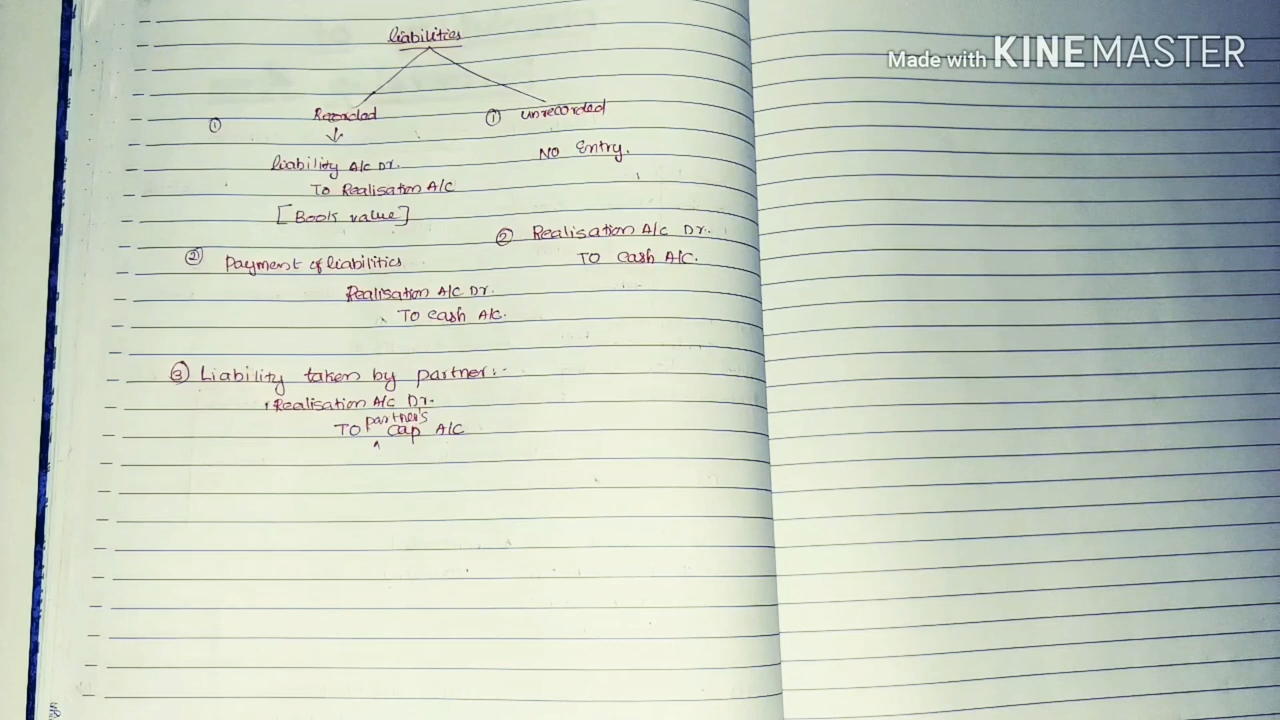 liabilities
① Recorded
liability A/c Dr.
To Realisation A/C
[Book value]
② Payment of liabilities
Realisation A/c Dr.
To cash A/c.
③ Liability taken by partner:-
Realisation A/c Dr.
To partner's cap A/C
① unrecorded
No Entry.
② Realisation A/c Dr.
To cash A/c.
Made with KINEMASTER